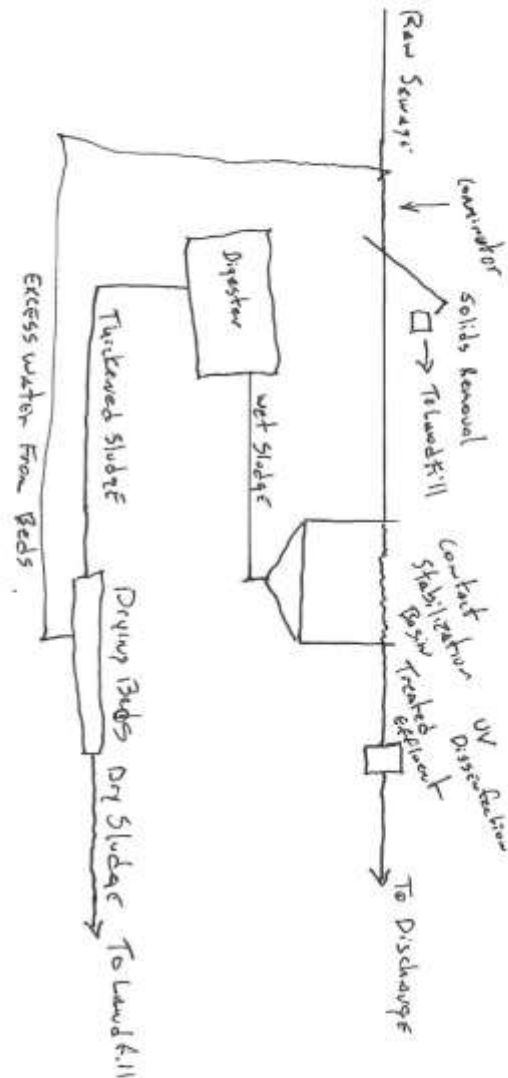 Raw Sewage
Comminutor
Solids Removal
To Landfill
Contact
Stabilization
Basin
Treated
Effluent
UV
Dissinfection
To Discharge
Digester
Wet Sludge
Thickened Sludge
Excess water From Beds.
Drying Beds
Dry Sludge
To Landfill